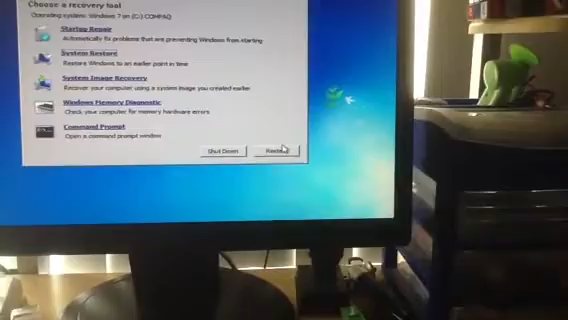 Choose a recovery tool
Operating system: Windows 7 on (C:) COMPAQ
Startup Repair
Automatically fix problems that are preventing Windows from starting
System Restore
Restore Windows to an earlier point in time
System Image Recovery
Recover your computer using a system image you created earlier
Windows Memory Diagnostic
Check your computer for memory hardware errors
Command Prompt
Open a command prompt window
Shut Down
Restart